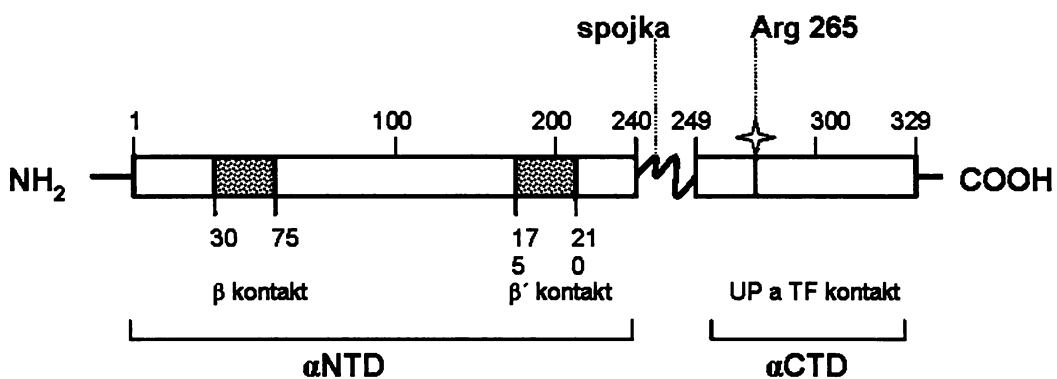 spojka Arg 265
1 100 200 240 249 300 329
NH₂ COOH
30 75 17 21
5 0
β kontakt β´ kontakt UP a TF kontakt
αNTD αCTD